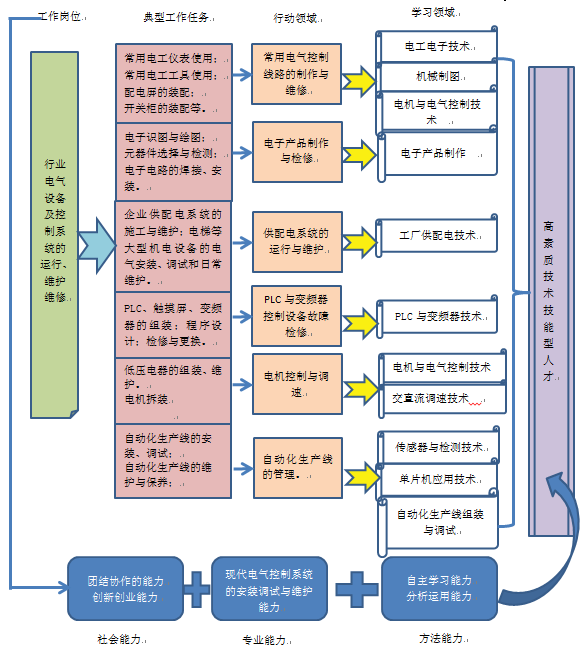 工作岗位
典型工作任务
行动领域
学习领域
行业
电气
设备
及控
制系
统的
运行、
维护
维修
常用电工仪表使用；
常用电工工具使用；
配电屏的装配；
开关柜的装配等。
常用电气控制
线路的制作与
维修
电工电子技术
机械制图
电机与电气控制技
术
电子识图与绘图；
元器件选择与检测；
电子电路的焊接、安
装。
电子产品制作
与检修
电子产品制作
企业供配电系统的
施工与维护；电梯等
大型机电设备的电
气安装、调试和日常
维护。
供配电系统的
运行与维护
工厂供配电技术
PLC、触摸屏、变频
器的组装；程序设
计；检修与更换。
PLC 与变频器
控制设备故障
检修
PLC 与变频器技术
低压电器的组装、维
护。
电机拆装
电机控制与调
速
电机与电气控制技术
交直流调速技术
自动化生产线的安
装、调试；
自动化生产线的维护
与保养；
自动化生产线
的管理。
传感器与检测技术
单片机应用技术
自动化生产线组装
与调试
高
素
质
技
术
技
能
型
人
才
团结协作的能力
创新创业能力
现代电气控制系统
的安装调试与维护
能力
自主学习能力
分析运用能力
社会能力
专业能力
方法能力